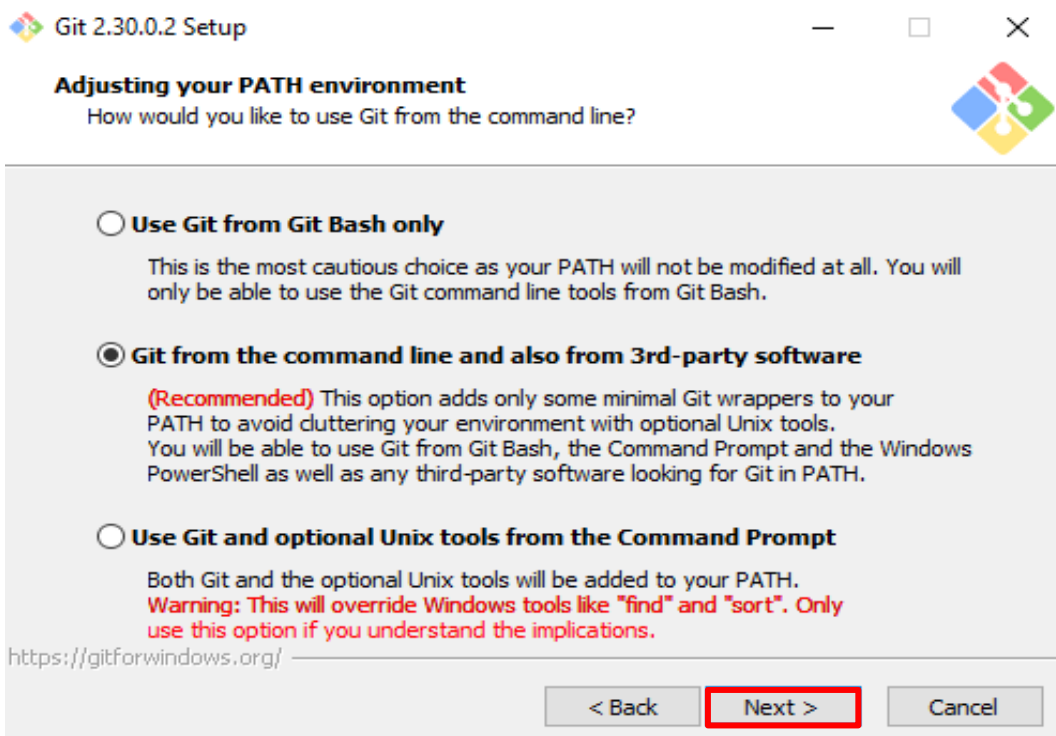 Git 2.30.0.2 Setup
Adjusting your PATH environment
How would you like to use Git from the command line?
Use Git from Git Bash only
This is the most cautious choice as your PATH will not be modified at all. You will
only be able to use the Git command line tools from Git Bash.
Git from the command line and also from 3rd-party software
(Recommended) This option adds only some minimal Git wrappers to your
PATH to avoid cluttering your environment with optional Unix tools.
You will be able to use Git from Git Bash, the Command Prompt and the Windows
PowerShell as well as any third-party software looking for Git in PATH.
Use Git and optional Unix tools from the Command Prompt
Both Git and the optional Unix tools will be added to your PATH.
Warning: This will override Windows tools like "find" and "sort". Only
use this option if you understand the implications.
https://gitforwindows.org/
< Back Next > Cancel